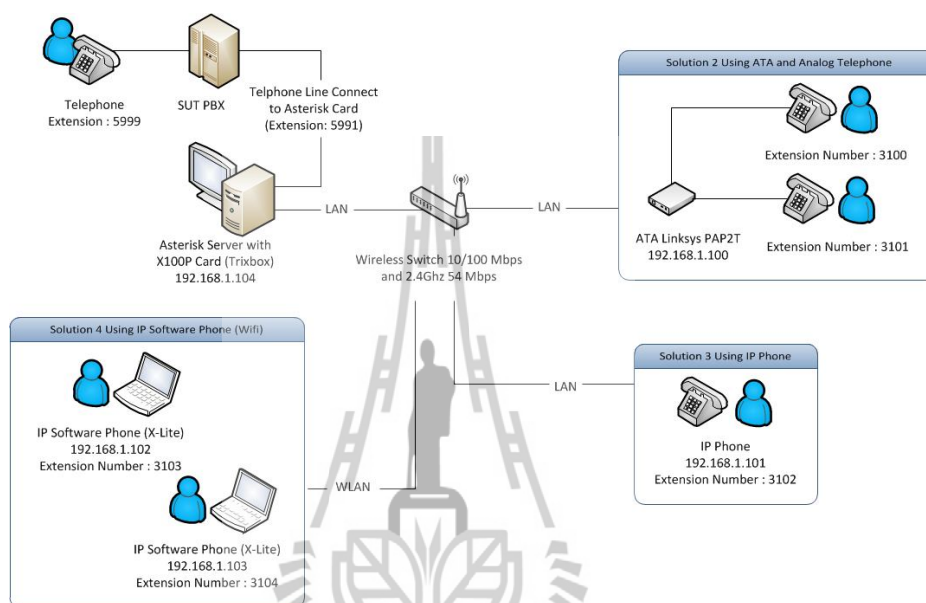 Telephone
Extension : 5999
SUT PBX
Telphone Line Connect
to Asterisk Card
(Extension: 5991)
Asterisk Server with
X100P Card (Trixbox)
192.168.1.104
LAN
Wireless Switch 10/100 Mbps
and 2.4Ghz 54 Mbps
LAN
Solution 2 Using ATA and Analog Telephone
Extension Number : 3100
ATA Linksys PAP2T
192.168.1.100
Extension Number : 3101
Solution 4 Using IP Software Phone (Wifi)
IP Software Phone (X-Lite)
192.168.1.102
Extension Number : 3103
IP Software Phone (X-Lite)
192.168.1.103
Extension Number : 3104
WLAN
LAN
Solution 3 Using IP Phone
IP Phone
192.168.1.101
Extension Number : 3102